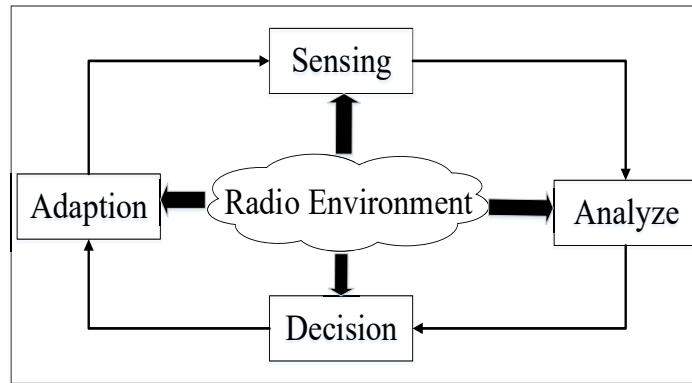 Sensing
Adaption
Radio Environment
Analyze
Decision